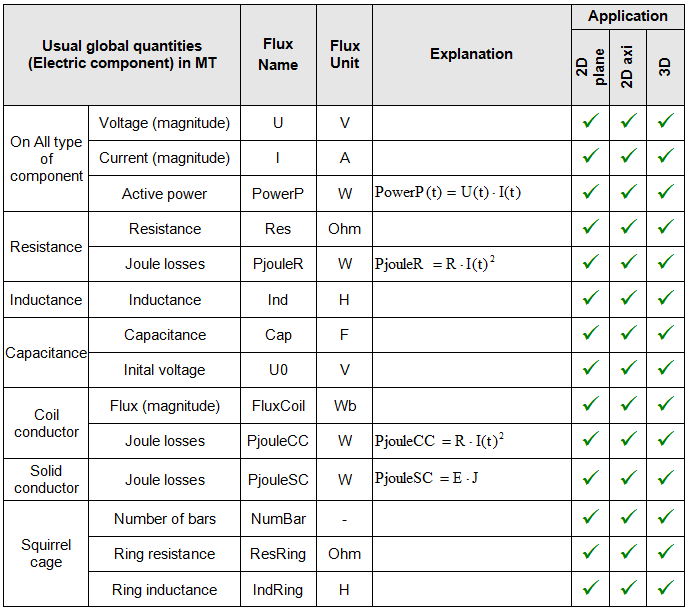 Usual global quantities
(Electric component) in MT
Flux
Name
Flux
Unit
Explanation
Application
2D
plane
2D axi
3D
On All type
of
component
Voltage (magnitude) U V ✓ ✓ ✓
Current (magnitude) I A ✓ ✓ ✓
Active power PowerP W PowerP(t) = U(t) · I(t) ✓ ✓ ✓
Resistance
Resistance Res Ohm ✓ ✓ ✓
Joule losses PjouleR W PjouleR = R · I(t)² ✓ ✓ ✓
Inductance Inductance Ind H ✓ ✓ ✓
Capacitance
Capacitance Cap F ✓ ✓ ✓
Inital voltage U0 V ✓ ✓ ✓
Coil
conductor
Flux (magnitude) FluxCoil Wb ✓ ✓ ✓
Joule losses PjouleCC W PjouleCC = R · I(t)² ✓ ✓ ✓
Solid
conductor
Joule losses PjouleSC W PjouleSC = E · J ✓ ✓ ✓
Squirrel
cage
Number of bars NumBar - ✓ ✓ ✓
Ring resistance ResRing Ohm ✓ ✓ ✓
Ring inductance IndRing H ✓ ✓ ✓